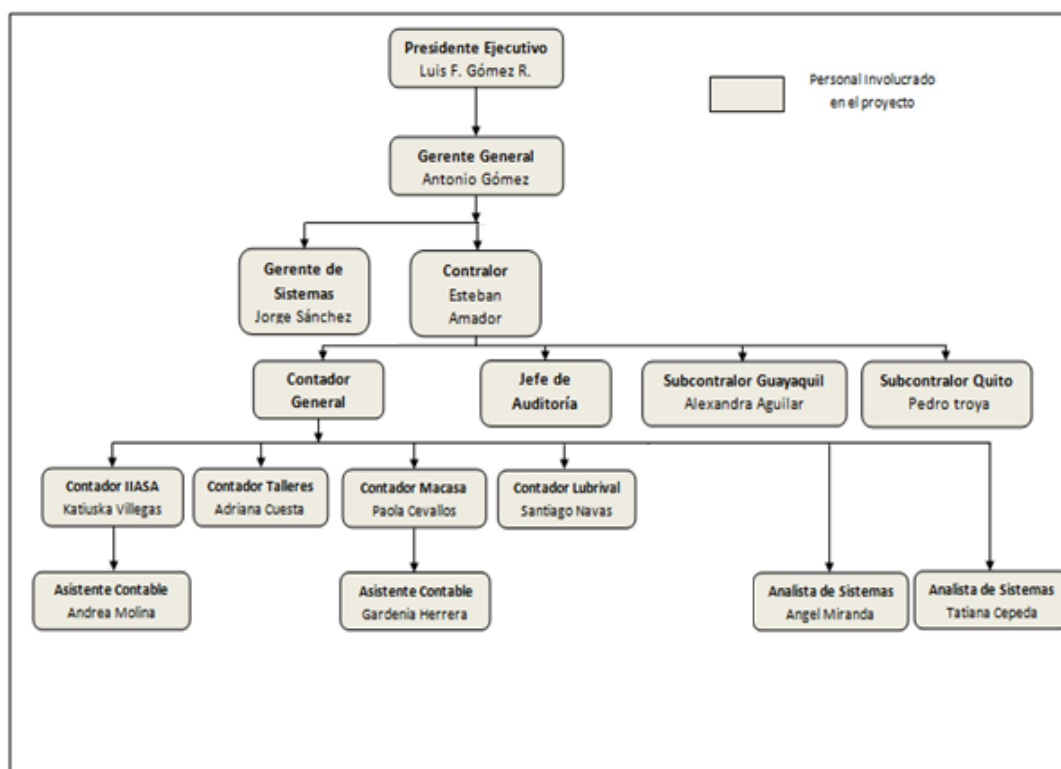 Presidente Ejecutivo
Luis F. Gómez R.
Personal Involucrado
en el proyecto
Gerente General
Antonio Gómez
Gerente de
Sistemas
Jorge Sánchez
Contralor
Esteban
Amador
Contador
General
Jefe de
Auditoría
Subcontralor Guayaquil
Alexandra Aguilar
Subcontralor Quito
Pedro troya
Contador IIASA
Katiuska Villegas
Contador Talleres
Adriana Cuesta
Contador Macasa
Paola Cevallos
Contador Lubrival
Santiago Navas
Asistente Contable
Andrea Molina
Asistente Contable
Gardenia Herrera
Analista de Sistemas
Angel Miranda
Analista de Sistemas
Tatiana Cepeda